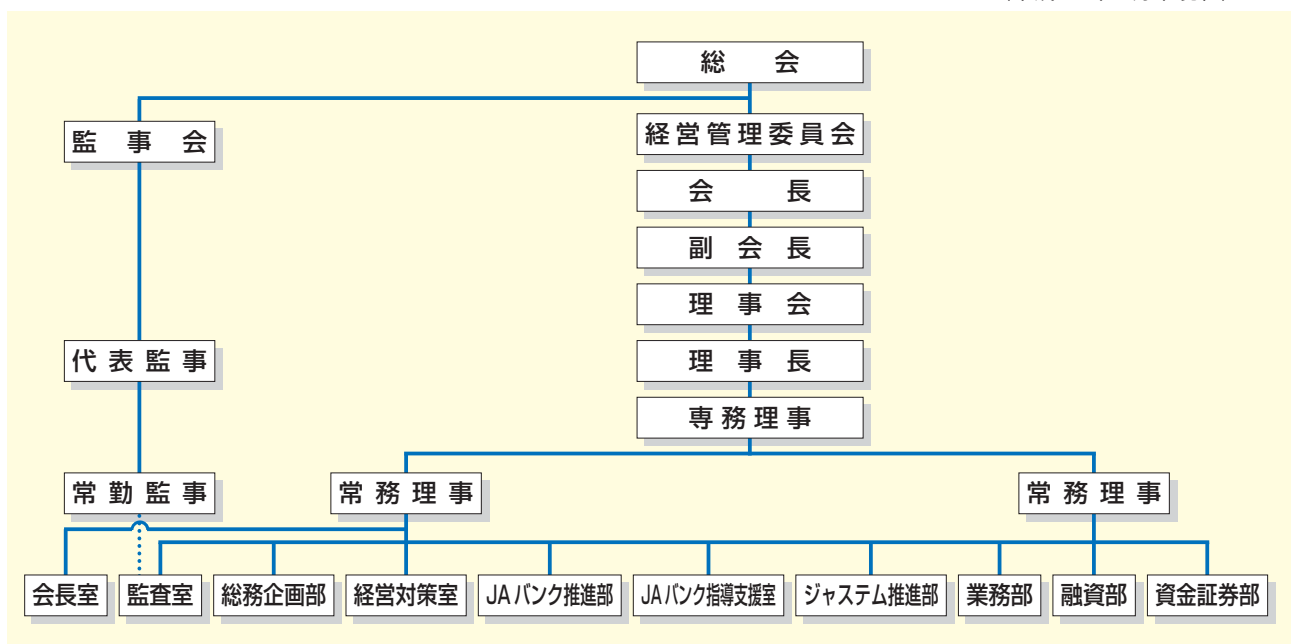 総会
監事会
経営管理委員会
会長
副会長
理事会
代表監事
理事長
専務理事
常勤監事
常務理事
常務理事
会長室
監査室
総務企画部
経営対策室
JAバンク推進部
JAバンク指導支援室
ジャステム推進部
業務部
融資部
資金証券部